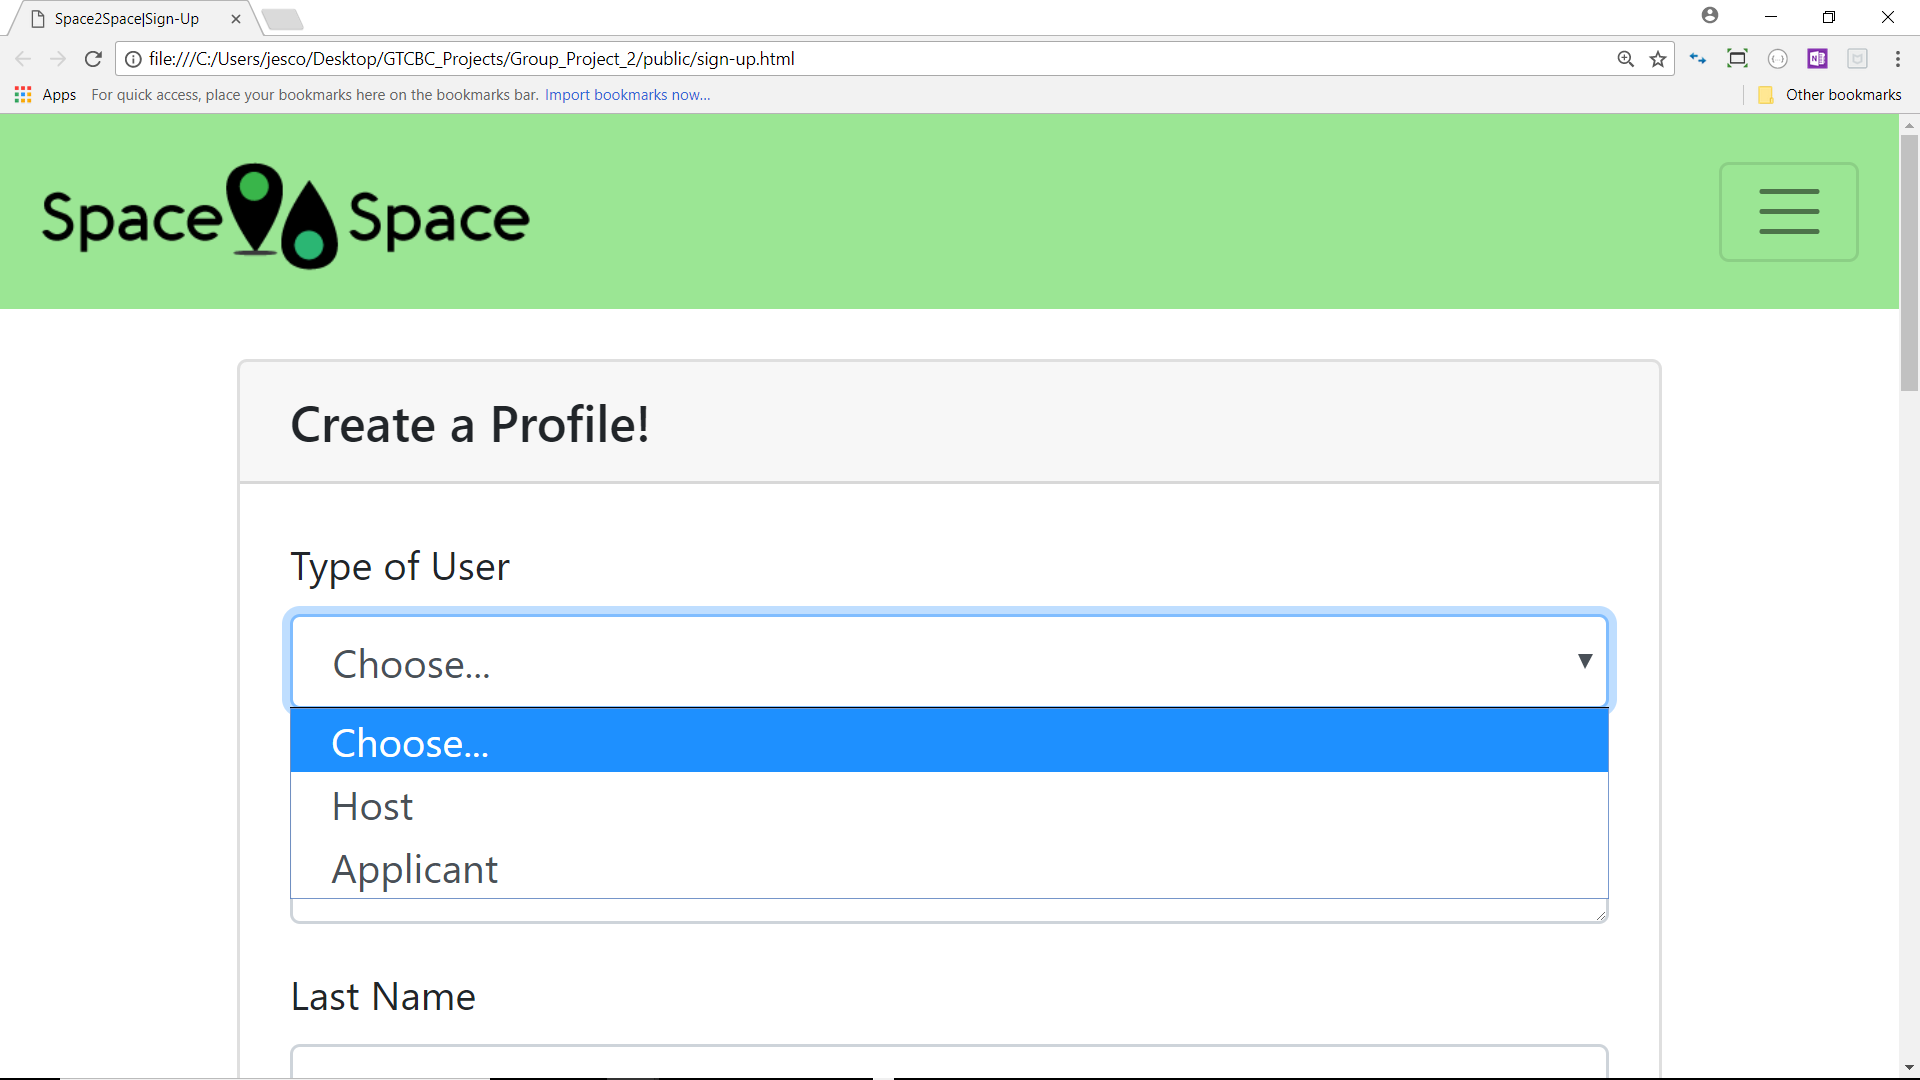 Space2Space|Sign-Up
file:///C:/Users/jesco/Desktop/GTCBC_Projects/Group_Project_2/public/sign-up.html
Apps For quick access, place your bookmarks here on the bookmarks bar. Import bookmarks now... Other bookmarks
Space Space
Create a Profile!
Type of User
Choose...
Choose...
Host
Applicant
Last Name